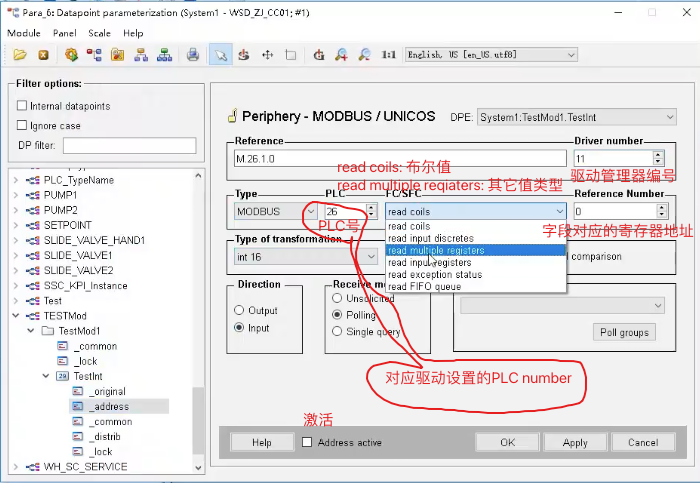 Para_6: Datapoint parameterization (System1 - WSD_ZJ_CC01; #1)
Module Panel Scale Help
1:1 English, US [en_US.utf8]
Filter options:
Internal datapoints
Ignore case
DP filter:
PLC_TypeName
PUMP1
PUMP2
SETPOINT
SLIDE_VALVE_HAND1
SLIDE_VALVE1
SLIDE_VALVE2
SSC_KPI_Instance
Test
TESTMod
TestMod1
_common
_lock
29 TestInt
_original
_address
_common
_distrib
_lock
WH_SC_SERVICE
Periphery - MODBUS / UNICOS DPE: System1:TestMod1.TestInt
Reference Driver number
M.26.1.0 11
read coils: 布尔值 驱动管理器编号
read multiple reqiaters: 其它值类型
Type PLC FC/SFC Reference Number
MODBUS 26 read coils 0
PLC号
字段对应的寄存器地址
read coils
read input discretes
read multiple registers
read input registers
read exception status
read FIFO queue
Type of transformation
int 16
l comparison
Direction Receive m
Output
Input
Unsolicited
Polling
Single query
Poll groups
对应驱动设置的PLC number
激活
Help Address active OK Apply Cancel